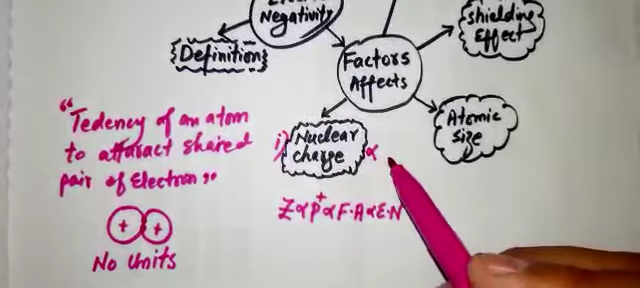 Negativity
Shielding
Effect
Definition
Factors
Affects
"Tedency of an atom
to attaract shared
pair of Electron"
i) Nuclear
charge ∝
Atomic
size
Z∝p⁺∝F.A∝E.N
No Units